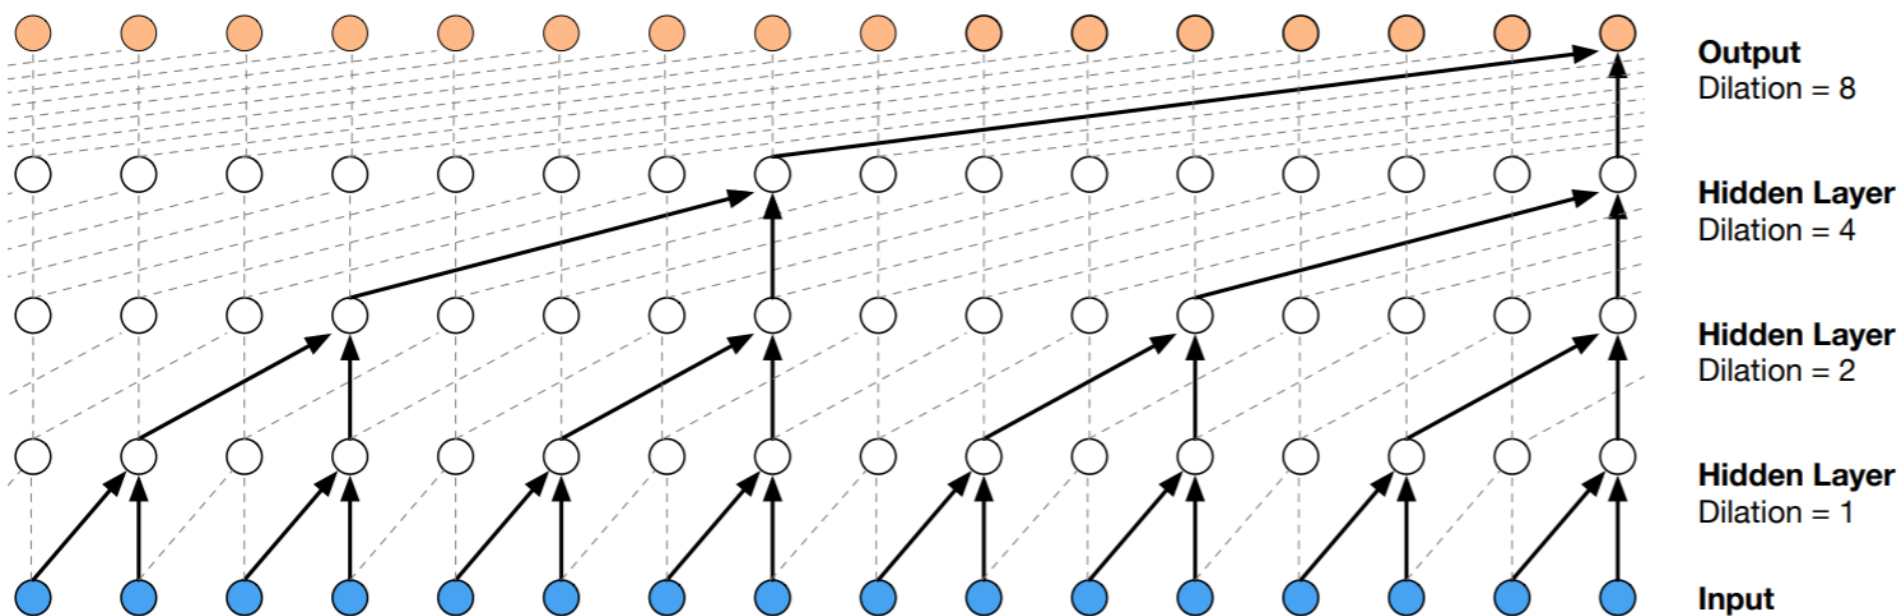 Output
Dilation = 8
Hidden Layer
Dilation = 4
Hidden Layer
Dilation = 2
Hidden Layer
Dilation = 1
Input